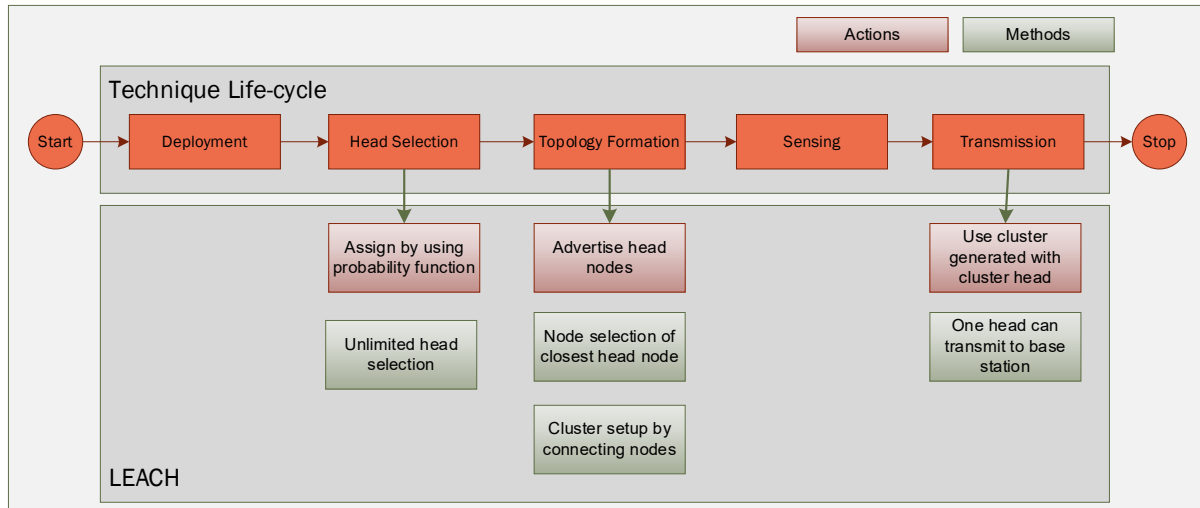 Actions
Methods
Technique Life-cycle
Start
Deployment
Head Selection
Topology Formation
Sensing
Transmission
Stop
Assign by using
probability function
Advertise head
nodes
Use cluster
generated with
cluster head
Unlimited head
selection
Node selection of
closest head node
One head can
transmit to base
station
Cluster setup by
connecting nodes
LEACH